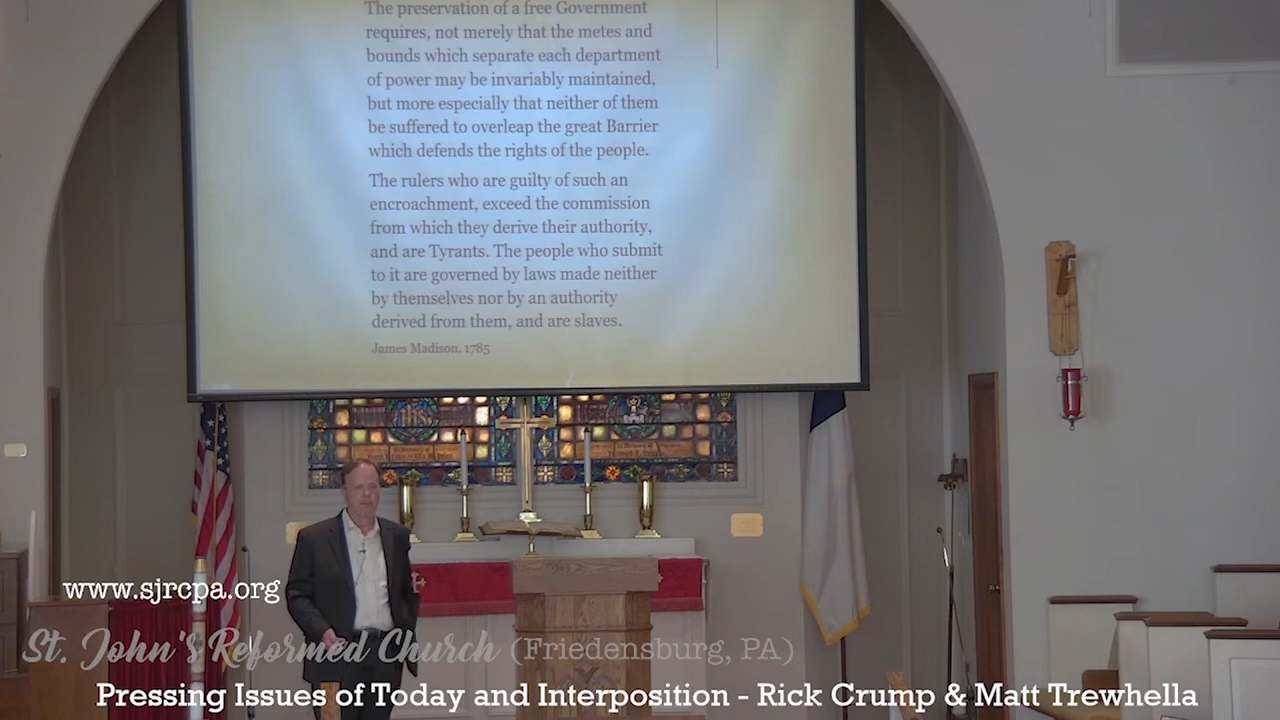 The preservation of a free Government
requires, not merely that the metes and
bounds which separate each department
of power may be invariably maintained,
but more especially that neither of them
be suffered to overleap the great Barrier
which defends the rights of the people.
The rulers who are guilty of such an
encroachment, exceed the commission
from which they derive their authority,
and are Tyrants. The people who submit
to it are governed by laws made neither
by themselves nor by an authority
derived from them, and are slaves.
James Madison, 1785
www.sjrcpa.org
St. John's Reformed Church (Friedensburg, PA)
Pressing Issues of Today and Interposition - Rick Crump & Matt Trewhella